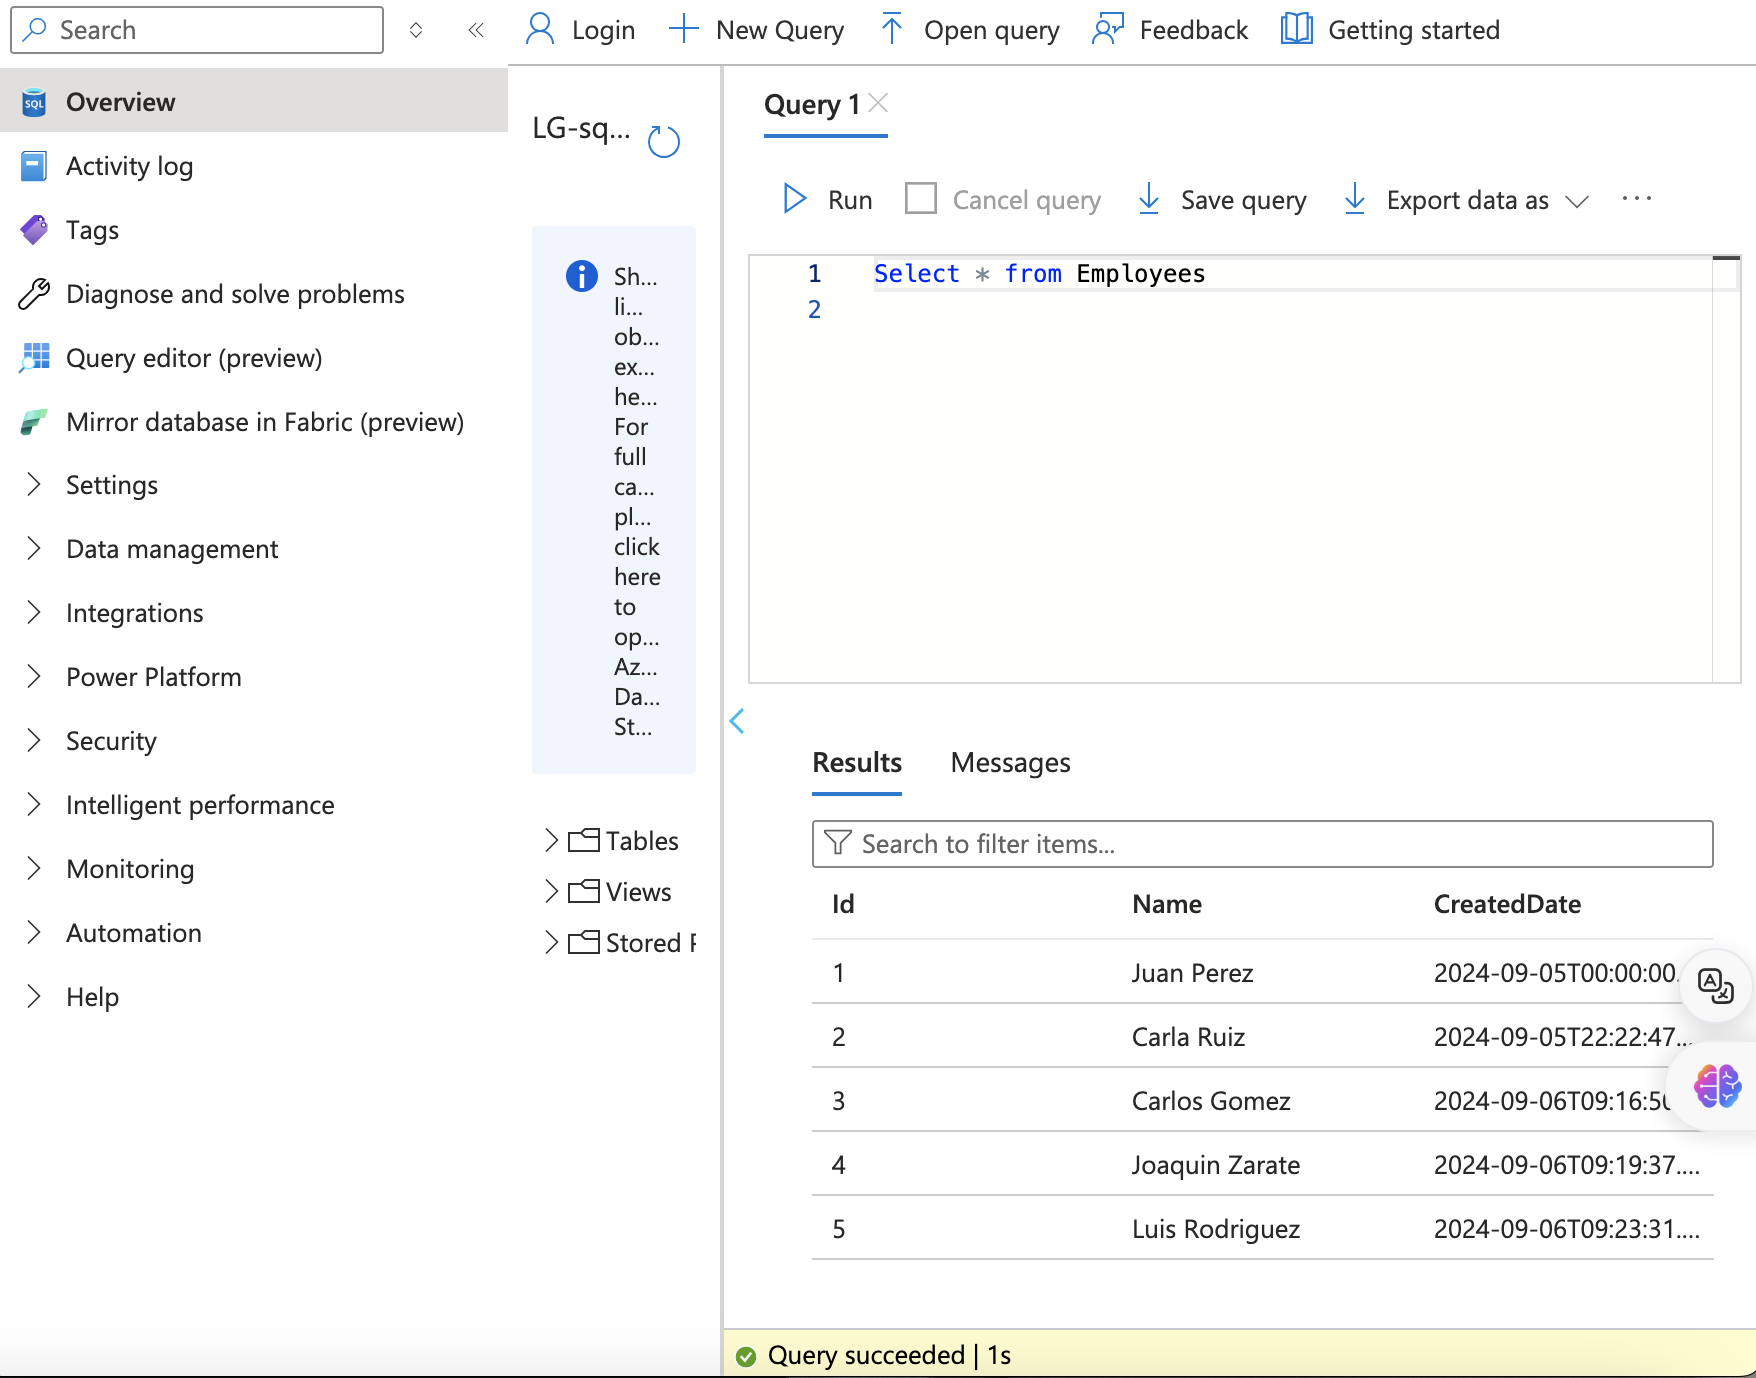 Search
Login
New Query
Open query
Feedback
Getting started
SQL
Overview
Activity log
Tags
Diagnose and solve problems
Query editor (preview)
Mirror database in Fabric (preview)
Settings
Data management
Integrations
Power Platform
Security
Intelligent performance
Monitoring
Automation
Help
LG-sq...
Sh...
li...
ob...
ex...
he...
For
full
ca...
pl...
click
here
to
op...
Az...
Da...
St...
Tables
Views
Stored
Query 1
Run
Cancel query
Save query
Export data as
1 Select * from Employees
2
Results Messages
Search to filter items...
Id Name CreatedDate
1 Juan Perez 2024-09-05T00:00:00.
2 Carla Ruiz 2024-09-05T22:22:47...
3 Carlos Gomez 2024-09-06T09:16:50
4 Joaquin Zarate 2024-09-06T09:19:37....
5 Luis Rodriguez 2024-09-06T09:23:31....
Query succeeded | 1s